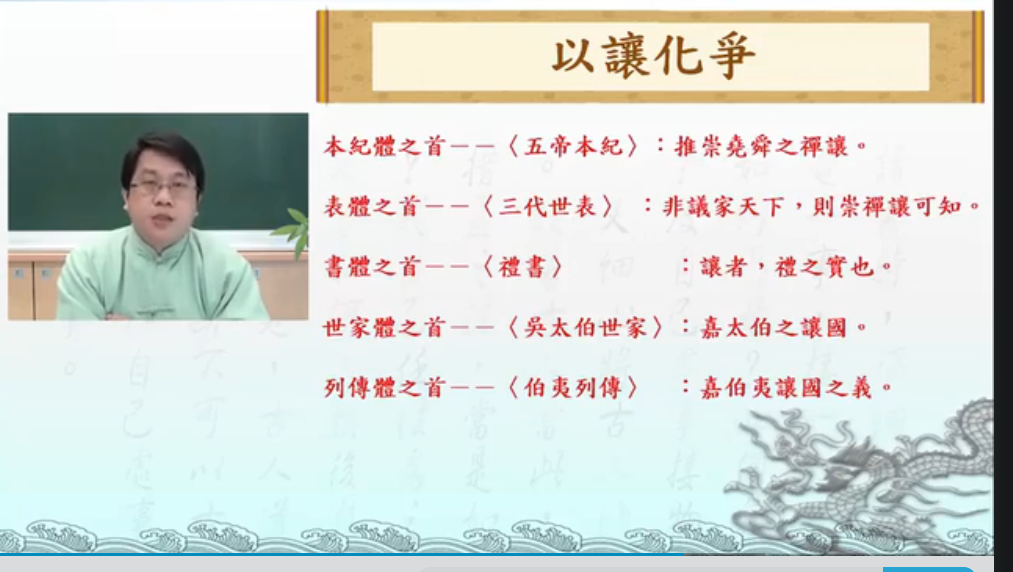 以讓化爭
本紀體之首——〈五帝本紀〉：推崇堯舜之禪讓。
表體之首——〈三代世表〉：非議家天下，則崇禪讓可知。
書體之首——〈禮書〉：讓者，禮之實也。
世家體之首——〈吳太伯世家〉：嘉太伯之讓國。
列傳體之首——〈伯夷列傳〉：嘉伯夷讓國之義。